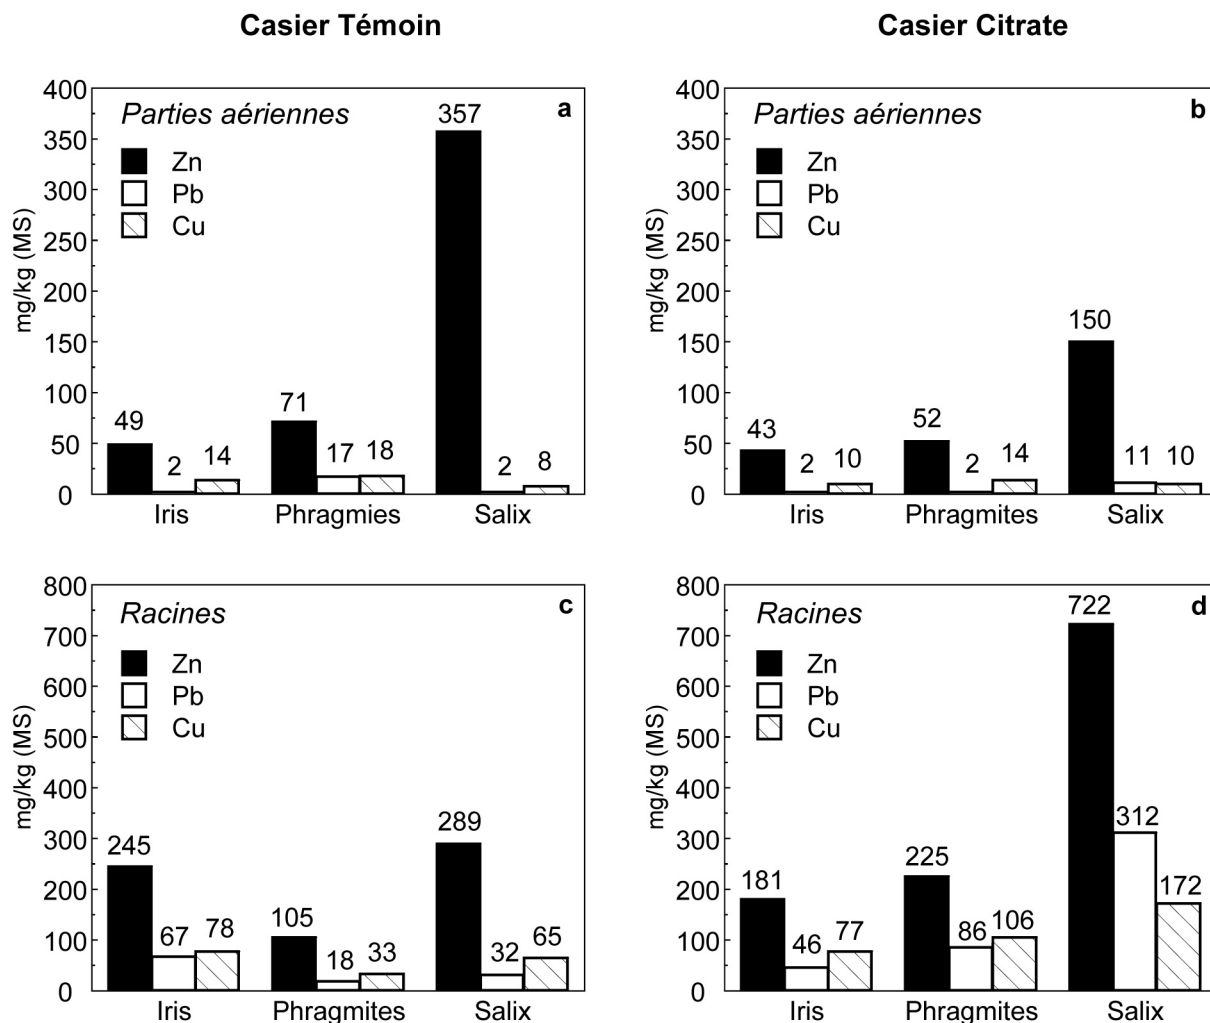 Casier Témoin
Casier Citrate
Parties aériennes a
Zn
Pb
Cu
mg/kg (MS)
400
350
300
250
200
150
100
50
0
49 2 14
71 17 18
357 2 8
Iris Phragmies Salix
Parties aériennes b
Zn
Pb
Cu
mg/kg (MS)
400
350
300
250
200
150
100
50
0
43 2 10
52 2 14
150 11 10
Iris Phragmites Salix
Racines c
Zn
Pb
Cu
mg/kg (MS)
800
700
600
500
400
300
200
100
0
245 67 78
105 18 33
289 32 65
Iris Phragmites Salix
Racines d
Zn
Pb
Cu
mg/kg (MS)
800
700
600
500
400
300
200
100
0
181 46 77
225 86 106
722 312 172
Iris Phragmites Salix